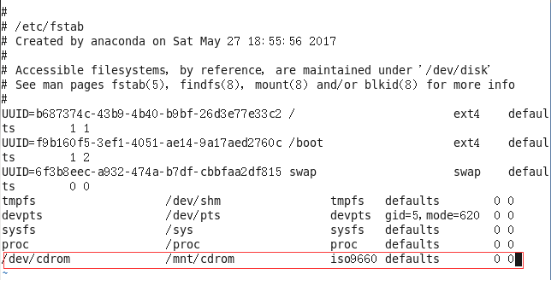 #
# /etc/fstab
# Created by anaconda on Sat May 27 18:55:56 2017
#
# Accessible filesystems, by reference, are maintained under '/dev/disk'
# See man pages fstab(5), findfs(8), mount(8) and/or blkid(8) for more info
#
UUID=b687374c-43b9-4b40-b9bf-26d3e77e33c2 /                       ext4    defaul
ts        1 1
UUID=f9b160f5-3ef1-4051-ae14-9a17aed2760c /boot                   ext4    defaul
ts        1 2
UUID=6f3b8eec-a932-474a-b7df-cbbfaa2df815 swap                    swap    defaul
ts        0 0
tmpfs                   /dev/shm                tmpfs   defaults        0 0
devpts                  /dev/pts                devpts  gid=5,mode=620  0 0
sysfs                   /sys                    sysfs   defaults        0 0
proc                    /proc                   proc    defaults        0 0
/dev/cdrom              /mnt/cdrom              iso9660 defaults        0 0
~